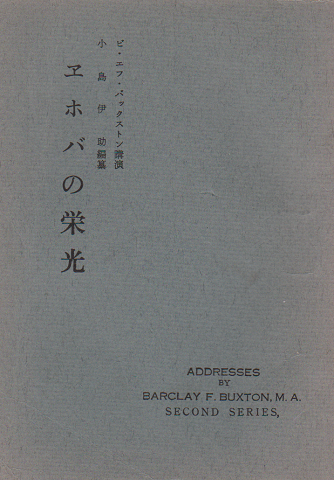 ビ・エフ・バックストン講演
小島伊助編纂
ヱホバの栄光
ADDRESSES
BY
BARCLAY F. BUXTON, M. A.
SECOND SERIES,